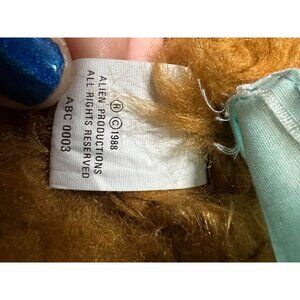 ® © 1988
ALIEN PRODUCTIONS
ALL RIGHTS RESERVED
ABC 0003